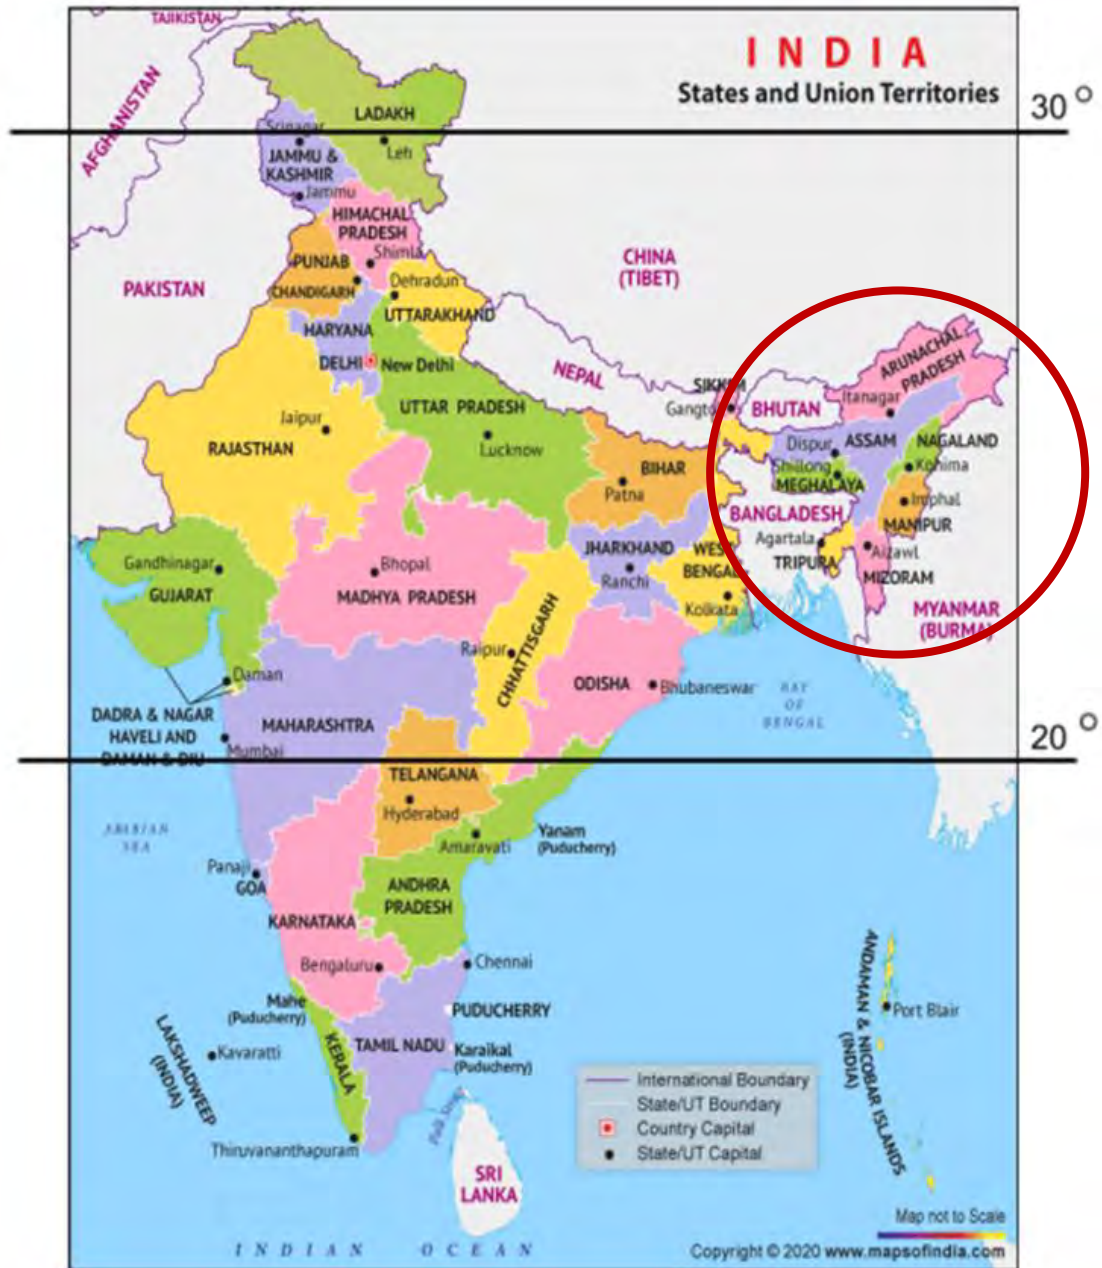 TAJIKISTAN
INDIA
States and Union Territories
30°
AFGHANISTAN
LADAKH
Srinagar
Leh
JAMMU &
KASHMIR
Jammu
HIMACHAL
PRADESH
Shimla
CHINA
(TIBET)
PAKISTAN
PUNJAB
CHANDIGARH
Dehradun
UTTARAKHAND
HARYANA
DELHI
New Delhi
NEPAL
SIKKIM
Gangtok
BHUTAN
ARUNACHAL
PRADESH
Itanagar
UTTAR PRADESH
Lucknow
Jaipur
RAJASTHAN
BIHAR
Patna
Dispur
ASSAM
NAGALAND
Shillong
Kohima
MEGHALAYA
Imphal
MANIPUR
BANGLADESH
Agartala
TRIPURA
Aizawl
MIZORAM
MYANMAR
(BURMA)
Gandhinagar
GUJARAT
Bhopal
MADHYA PRADESH
JHARKHAND
Ranchi
WEST
BENGAL
Kolkata
Raipur
CHHATTISGARH
ODISHA
Bhubaneswar
BAY
OF
BENGAL
Daman
DADRA & NAGAR
HAVELI AND
DAMAN & DIU
MAHARASHTRA
Mumbai
20°
TELANGANA
Hyderabad
ARABIAN
SEA
Amaravati
Yanam
(Puducherry)
Panaji
GOA
ANDHRA
PRADESH
KARNATAKA
Bengaluru
Chennai
Mahe
(Puducherry)
PUDUCHERRY
LAKSHADWEEP
(INDIA)
Kavaratti
KERALA
TAMIL NADU
Karaikal
(Puducherry)
ANDAMAN & NICOBAR ISLANDS
(INDIA)
Port Blair
Thiruvananthapuram
Palk Strait
SRI
LANKA
International Boundary
State/UT Boundary
Country Capital
State/UT Capital
Map not to Scale
INDIAN OCEAN
Copyright © 2020 www.mapsofindia.com